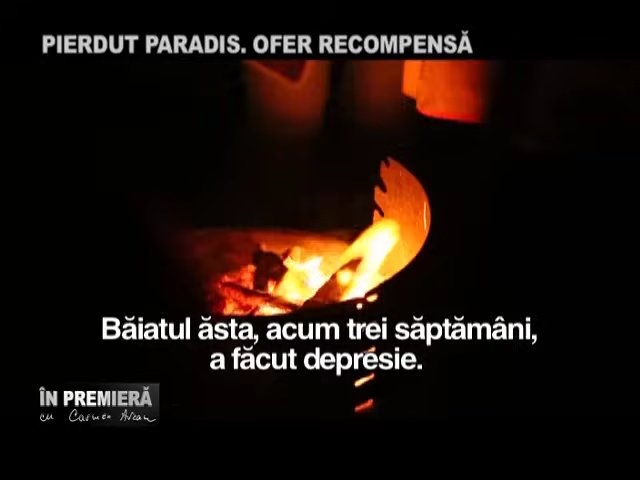 PIERDUT PARADIS. OFER RECOMPENSĂ
Băiatul ăsta, acum trei săptămâni,
a făcut depresie.
ÎN PREMIERĂ
cu Carmen Avram